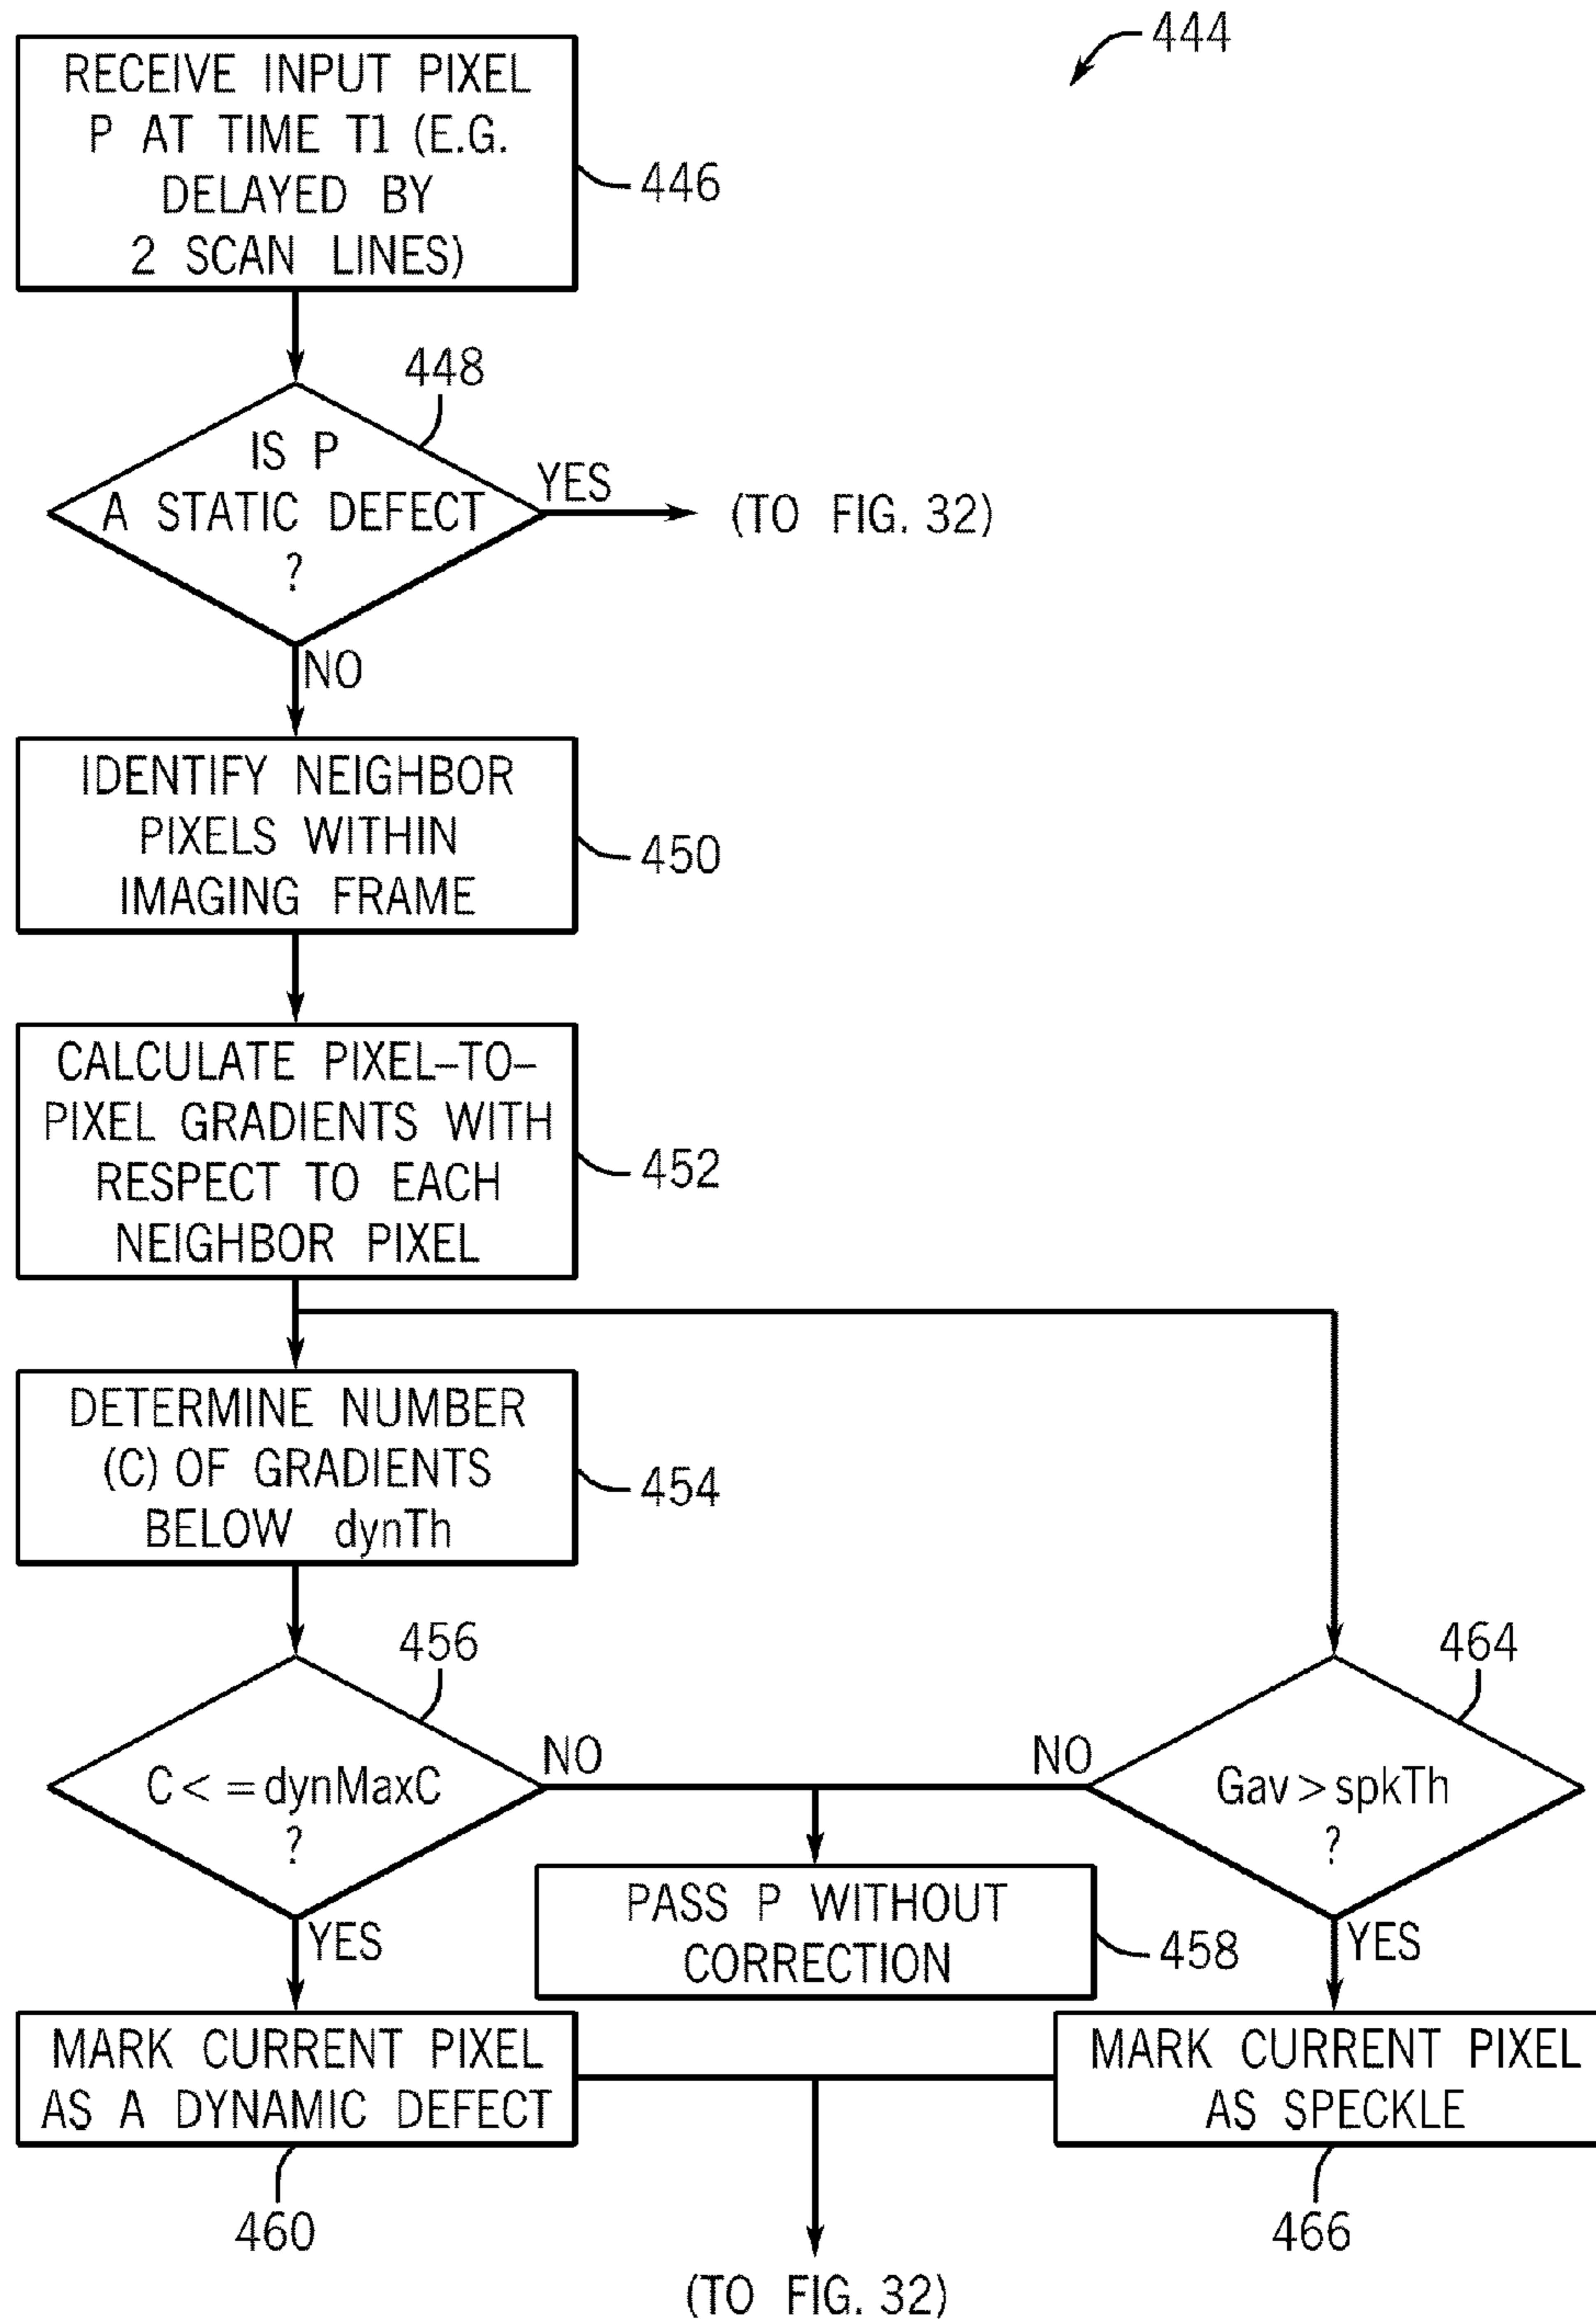 444
RECEIVE INPUT PIXEL
P AT TIME T1 (E.G.
DELAYED BY
2 SCAN LINES)
446
448
IS P
A STATIC DEFECT
?
YES
(TO FIG. 32)
NO
IDENTIFY NEIGHBOR
PIXELS WITHIN
IMAGING FRAME
450
CALCULATE PIXEL–TO–
PIXEL GRADIENTS WITH
RESPECT TO EACH
NEIGHBOR PIXEL
452
DETERMINE NUMBER
(C) OF GRADIENTS
BELOW dynTh
454
456
C < = dynMaxC
?
NO
YES
464
Gav > spkTh
?
NO
YES
PASS P WITHOUT
CORRECTION
458
MARK CURRENT PIXEL
AS A DYNAMIC DEFECT
460
MARK CURRENT PIXEL
AS SPECKLE
466
(TO FIG. 32)